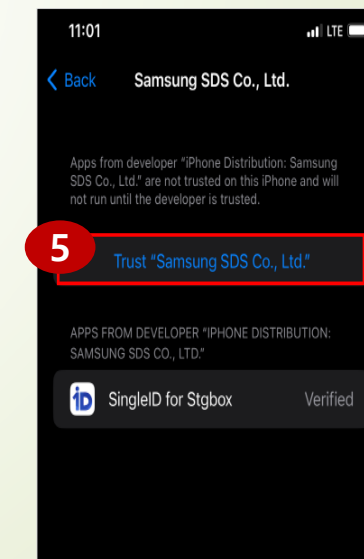 11:01 LTE
Back Samsung SDS Co., Ltd.
Apps from developer "iPhone Distribution: Samsung
SDS Co., Ltd." are not trusted on this iPhone and will
not run until the developer is trusted.
5
Trust "Samsung SDS Co., Ltd."
APPS FROM DEVELOPER "IPHONE DISTRIBUTION:
SAMSUNG SDS CO., LTD."
iD SingleID for Stgbox Verified